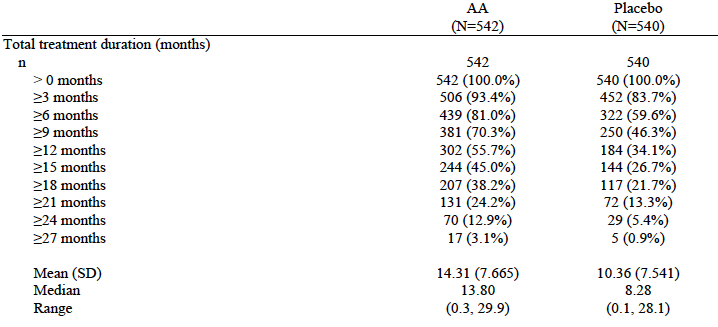 AA Placebo
(N=542) (N=540)
Total treatment duration (months)
n 542 540
> 0 months 542 (100.0%) 540 (100.0%)
≥3 months 506 (93.4%) 452 (83.7%)
≥6 months 439 (81.0%) 322 (59.6%)
≥9 months 381 (70.3%) 250 (46.3%)
≥12 months 302 (55.7%) 184 (34.1%)
≥15 months 244 (45.0%) 144 (26.7%)
≥18 months 207 (38.2%) 117 (21.7%)
≥21 months 131 (24.2%) 72 (13.3%)
≥24 months 70 (12.9%) 29 (5.4%)
≥27 months 17 (3.1%) 5 (0.9%)
Mean (SD) 14.31 (7.665) 10.36 (7.541)
Median 13.80 8.28
Range (0.3, 29.9) (0.1, 28.1)